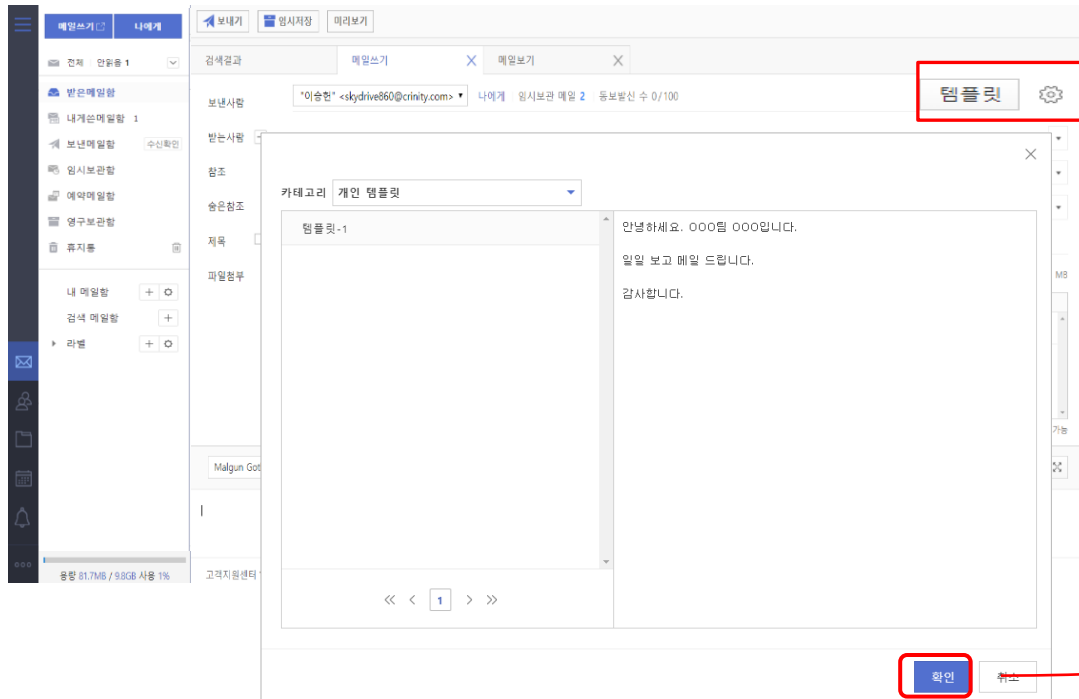 메일쓰기 나에게
보내기 임시저장 미리보기
전체 안읽음 1
검색결과 메일쓰기 메일보기
받은메일함
내게쓴메일함 1
보낸메일함 수신확인
임시보관함
예약메일함
영구보관함
휴지통
내 메일함
검색 메일함
라벨
용량 81.7MB / 9.8GB 사용 1%
보낸사람 "이승헌" <skydrive860@crinity.com> 나에게 임시보관 메일 2 동보발신 수 0/100
템플릿
받는사람
참조
숨은참조
제목
파일첨부
MB
가능
Malgun Got
고객지원센터
카테고리 개인 템플릿
템플릿-1
안녕하세요. OOO팀 OOO입니다.
일일 보고 메일 드립니다.
감사합니다.
1
확인 취소